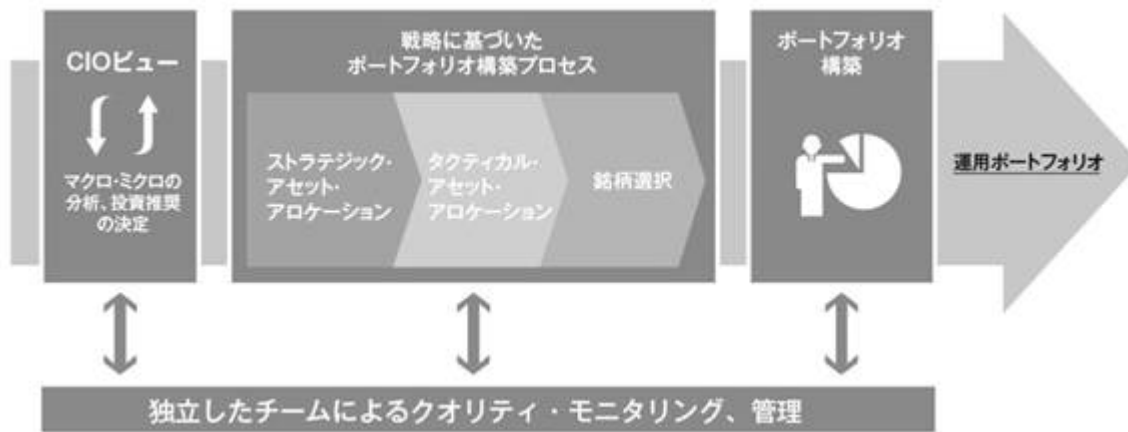 CIOビュー
マクロ・ミクロの
分析、投資推奨
の決定
戦略に基づいた
ポートフォリオ構築プロセス
ストラテジック・
アセット・
アロケーション
タクティカル・
アセット・
アロケーション
銘柄選択
ポートフォリオ
構築
運用ポートフォリオ
独立したチームによるクオリティ・モニタリング、管理